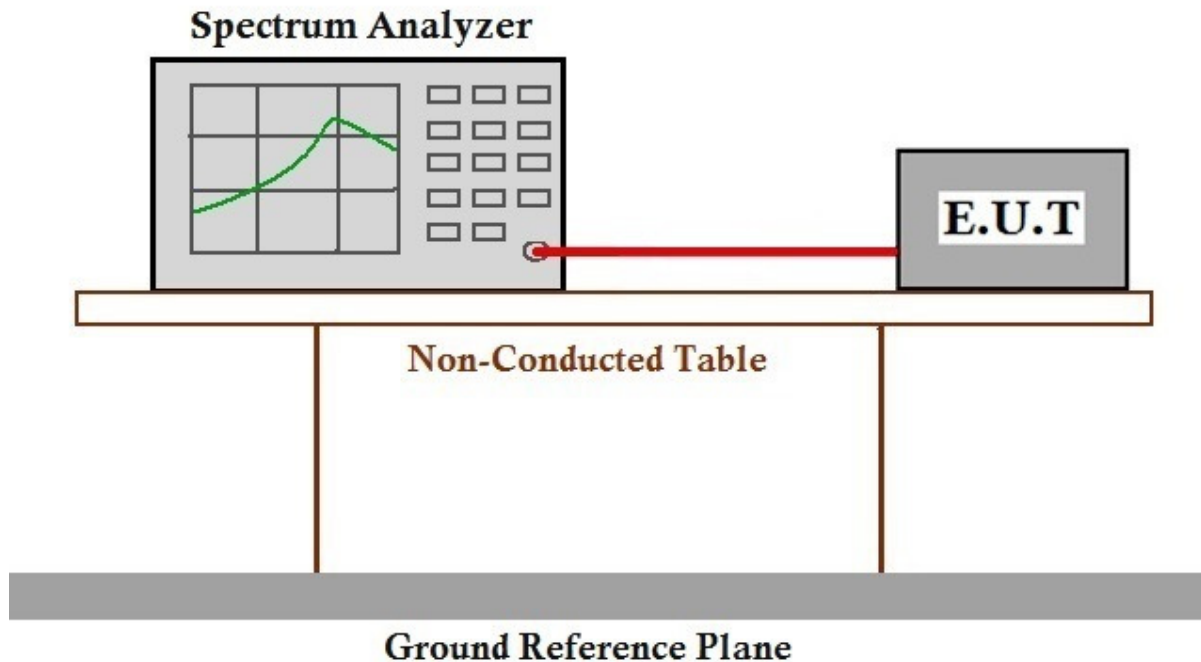 Spectrum Analyzer
E.U.T
Non-Conducted Table
Ground Reference Plane